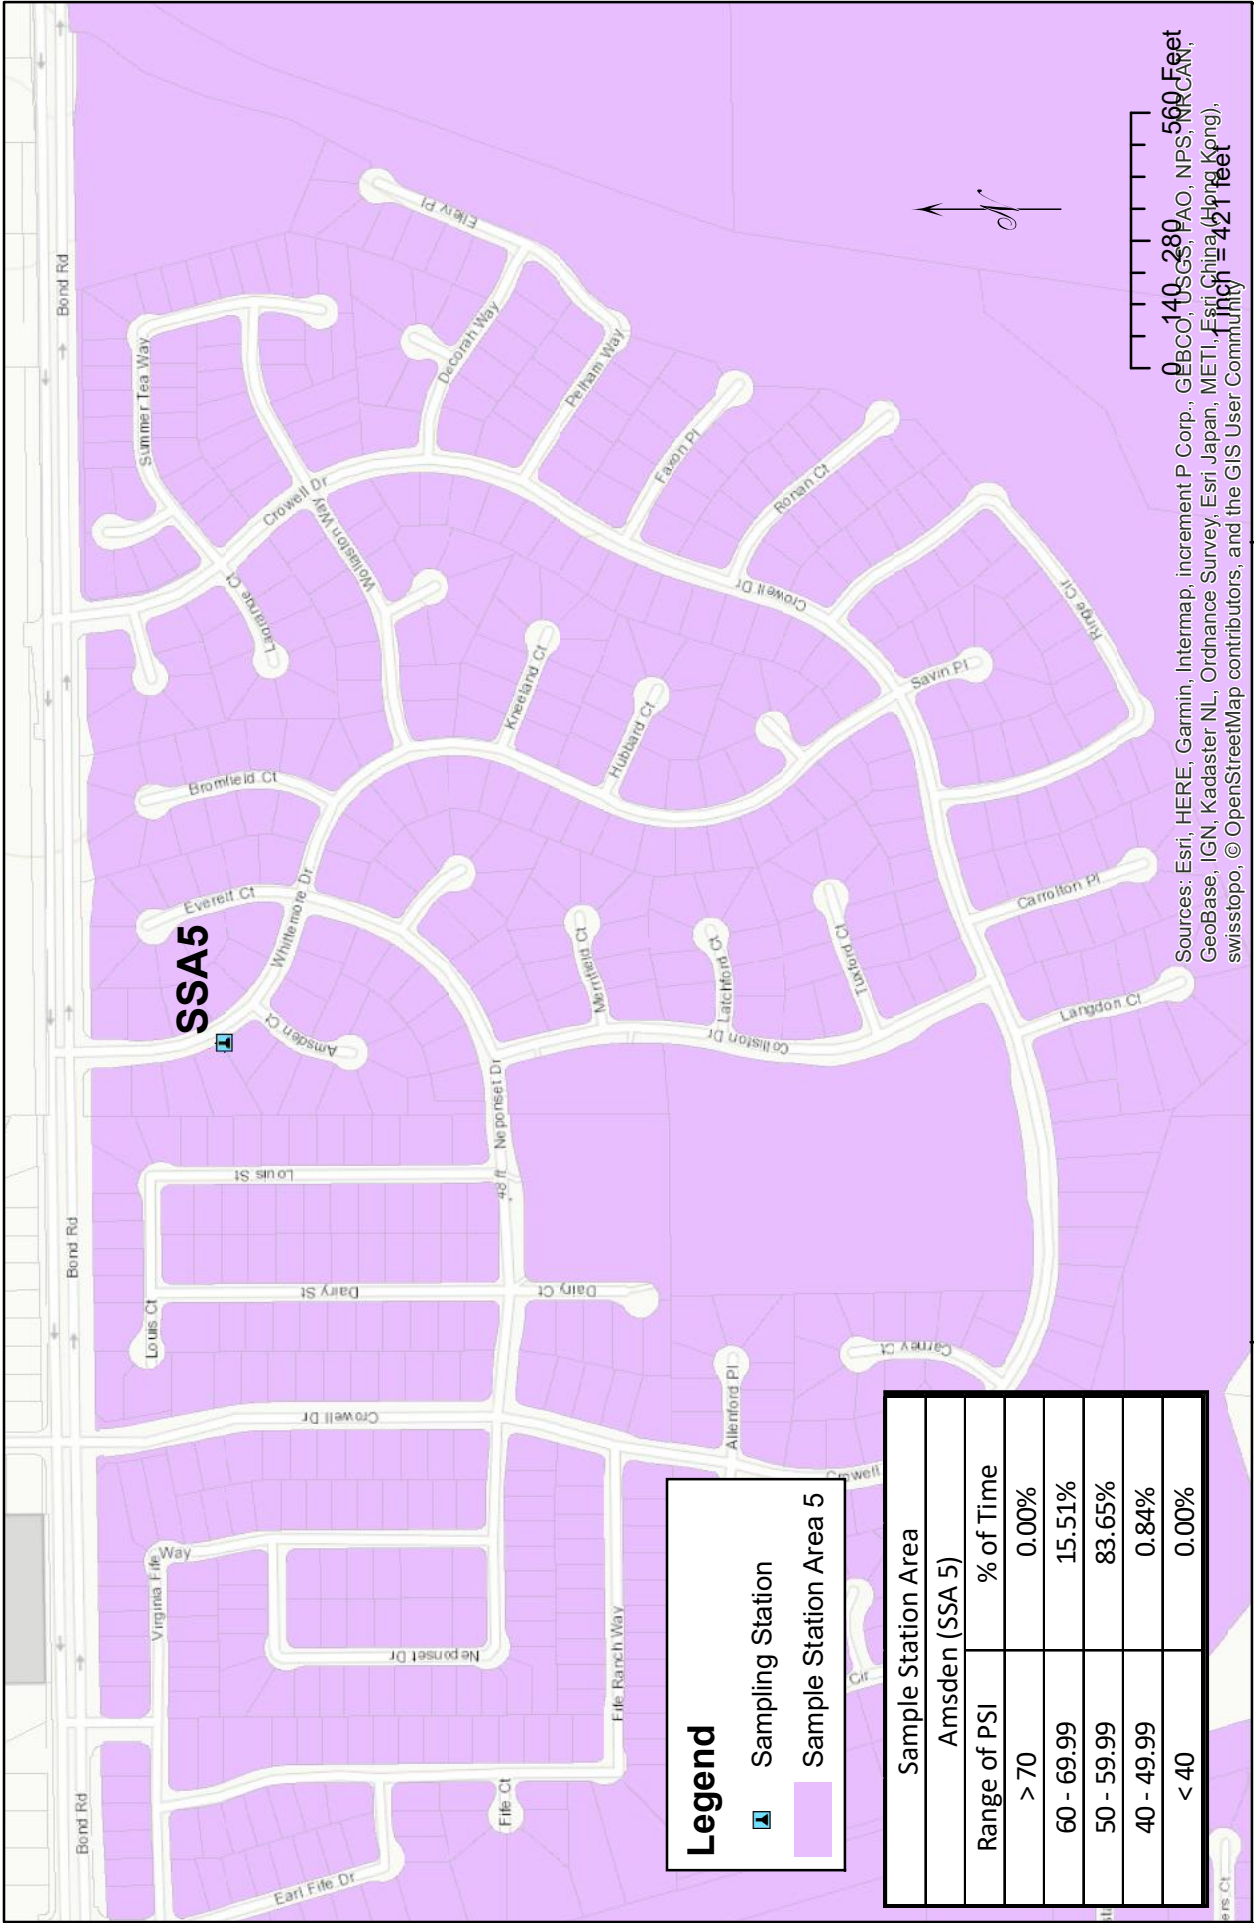 Bond Rd
Bond Rd
Bond Rd
Virginia Fife Way
Earl Fife Dr
Fife Ct
Fife Ranch Way
Neponset Dr
Crowell Dr
Louis Ct
Dairy St
Louis St
Dairy Ct
48 ft
Neponset Dr
Allenford Pl
Crowell
Carney Ct
Cir
ers Ct
SSA5
Amsden Ct
Whittemore Dr
Everett Ct
Bromfield Ct
Lagrange Ct
Summer Tea Way
Crowell Dr
Wollaston Way
Kneeland Ct
Hubbard Ct
Merrifield Ct
Latchford Ct
Tuxford Ct
Colliston Dr
Langdon Ct
Carrolton Pl
Savin Pl
Ringe Cir
Crowell Dr
Ronan Ct
Faxon Pl
Pelham Way
Decorah Way
Ellery Pl
N
0 140 280 560 Feet
1 inch = 421 feet
Sources: Esri, HERE, Garmin, Intermap, increment P Corp., GEBCO, USGS, FAO, NPS, NRCAN,
GeoBase, IGN, Kadaster NL, Ordnance Survey, Esri Japan, METI, Esri China (Hong Kong),
swisstopo, © OpenStreetMap contributors, and the GIS User Community
Legend
Sampling Station
Sample Station Area 5
Sample Station Area
Amsden (SSA 5)
Range of PSI % of Time
> 70 0.00%
60 - 69.99 15.51%
50 - 59.99 83.65%
40 - 49.99 0.84%
< 40 0.00%